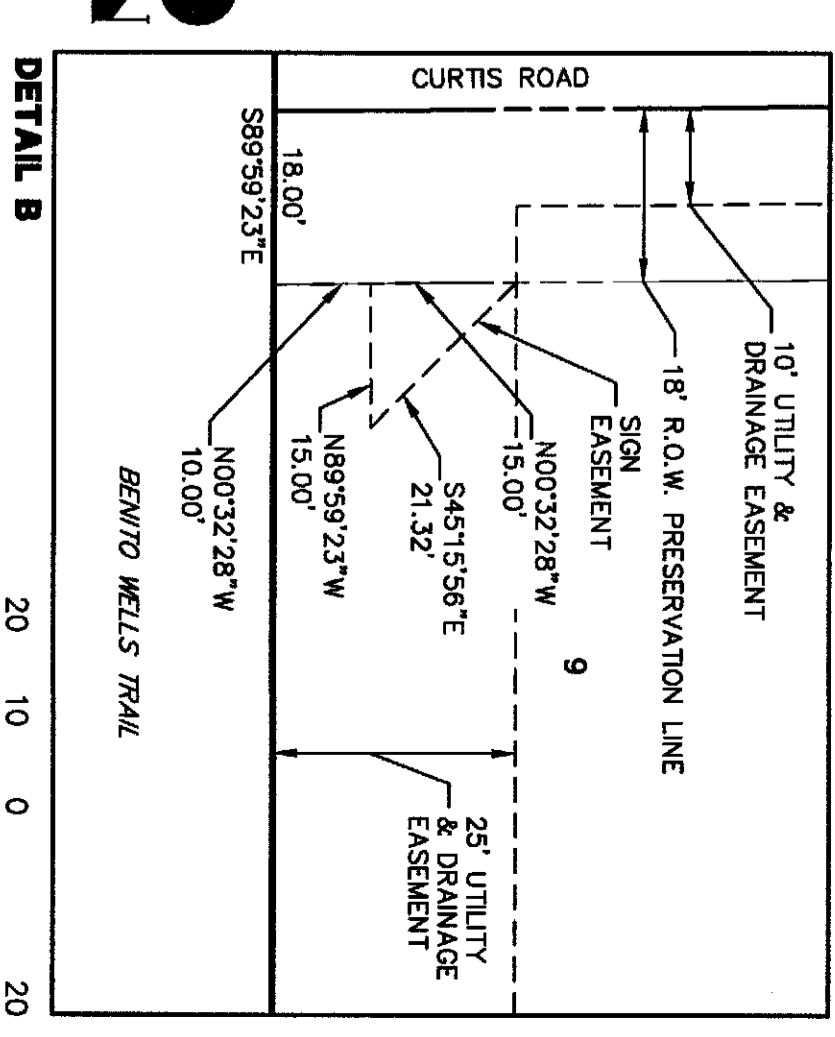 CURTIS ROAD
10' UTILITY &
DRAINAGE EASEMENT
18' R.O.W. PRESERVATION LINE
SIGN
EASEMENT
9
N00°32'28"W
15.00'
S45°15'56"E
21.32'
N89°59'23"W
15.00'
N00°32'28"W
10.00'
18.00'
S89°59'23"E
25' UTILITY
& DRAINAGE
EASEMENT
BENITO WELLS TRAIL
DETAIL B
20 10 0 20